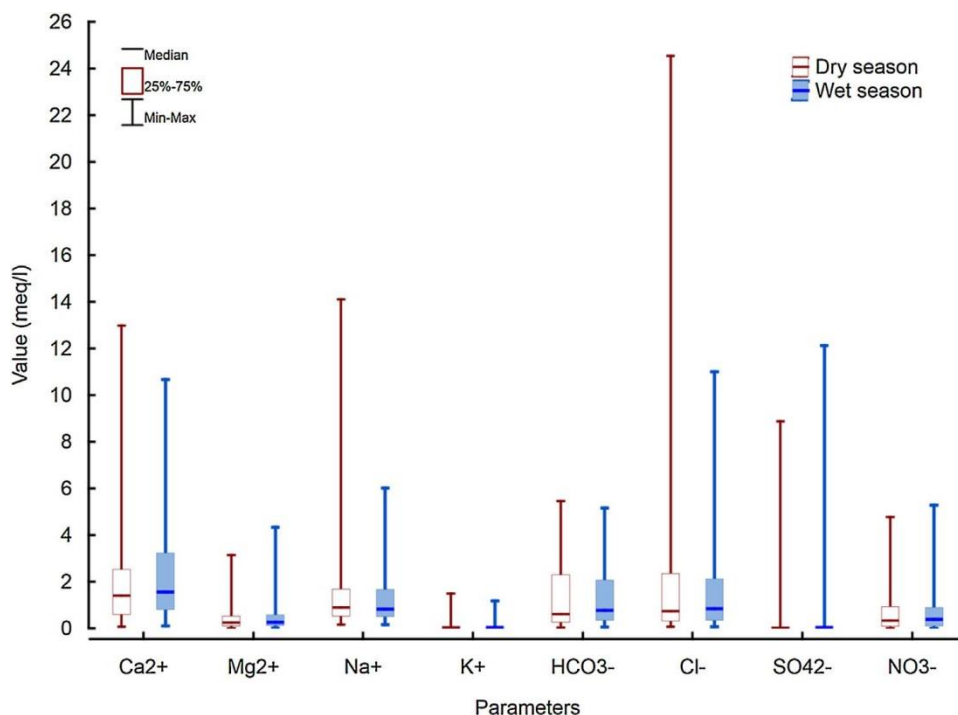 26
24
22
20
18
16
14
12
10
8
6
4
2
0
Value (meq/l)
Median
25%-75%
Min-Max
Dry season
Wet season
Ca2+ Mg2+ Na+ K+ HCO3- Cl- SO42- NO3-
Parameters